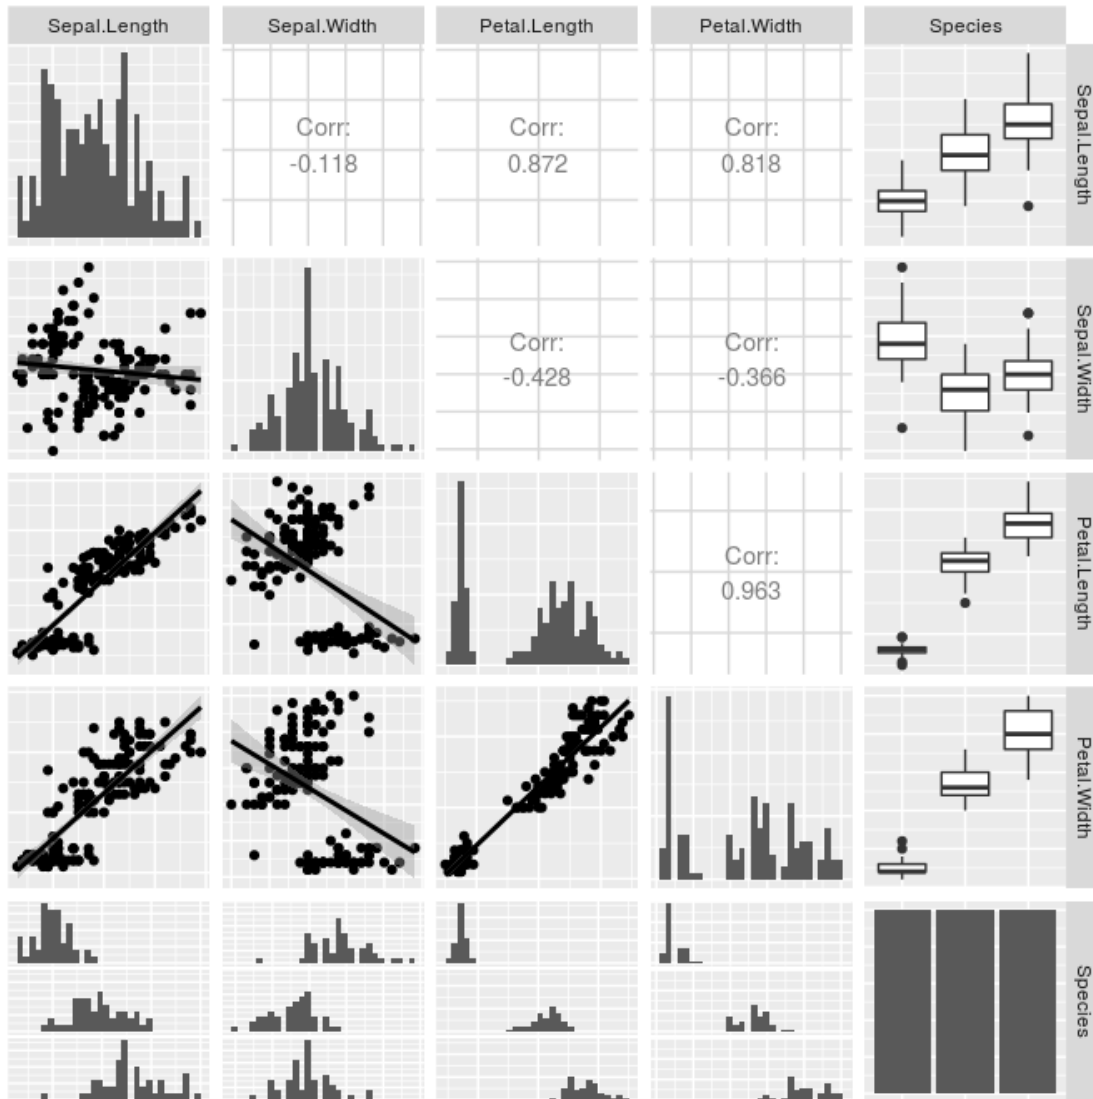 Sepal.Length
Sepal.Width
Petal.Length
Petal.Width
Species
Corr:
-0.118
Corr:
0.872
Corr:
0.818
Sepal.Length
Corr:
-0.428
Corr:
-0.366
Sepal.Width
Corr:
0.963
Petal.Length
Petal.Width
Species